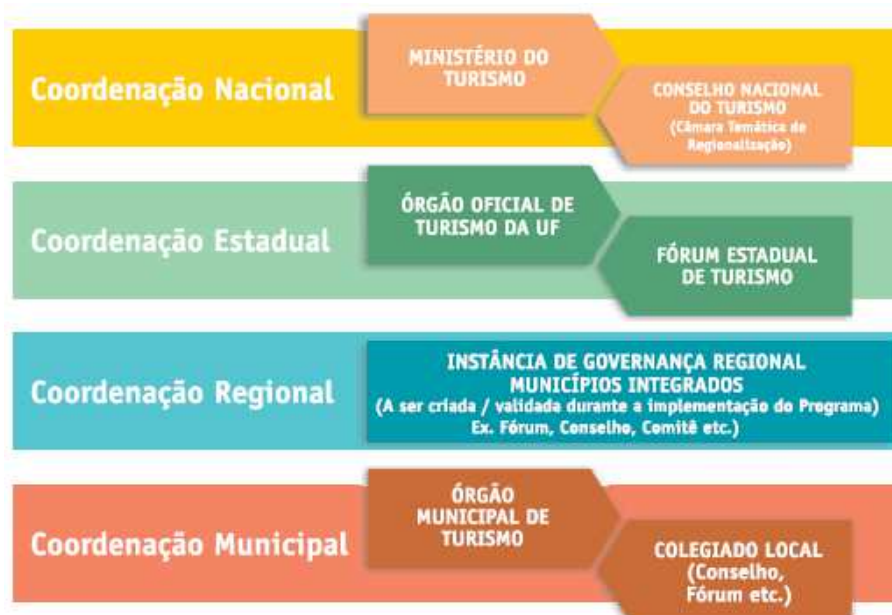 Coordenação Nacional
MINISTÉRIO DO
TURISMO
CONSELHO NACIONAL
DO TURISMO
(Câmara Temática de
Regionalização)
Coordenação Estadual
ÓRGÃO OFICIAL DE
TURISMO DA UF
FÓRUM ESTADUAL
DE TURISMO
Coordenação Regional
INSTÂNCIA DE GOVERNANÇA REGIONAL
MUNICÍPIOS INTEGRADOS
(A ser criada / validada durante a implementação do Programa)
Ex. Fórum, Conselho, Comitê etc.)
Coordenação Municipal
ÓRGÃO
MUNICIPAL DE
TURISMO
COLEGIADO LOCAL
(Conselho,
Fórum etc.)